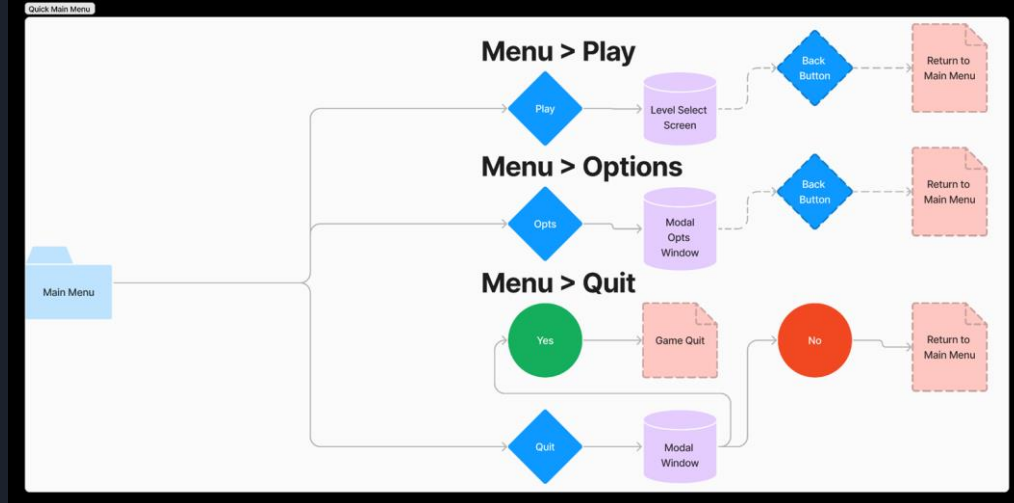 Quick Main Menu
Menu > Play
Play
Level Select
Screen
Back
Button
Return to
Main Menu
Menu > Options
Opts
Modal
Opts
Window
Back
Button
Return to
Main Menu
Main Menu
Menu > Quit
Yes
Game Quit
No
Return to
Main Menu
Quit
Modal
Window